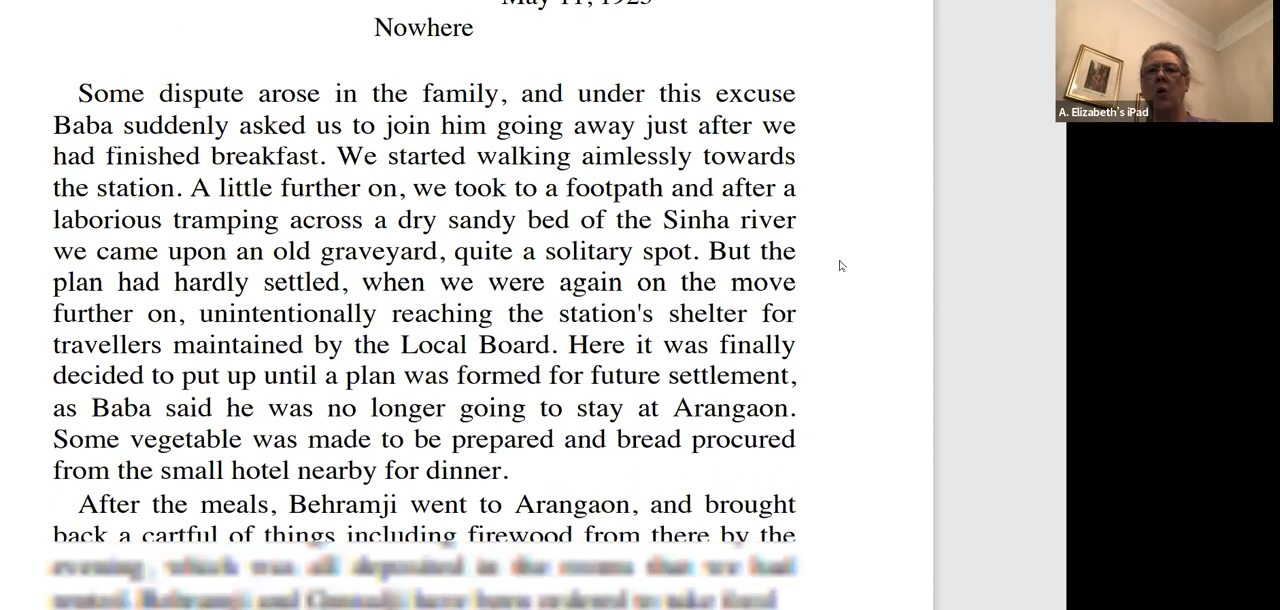 Nowhere
A. Elizabeth's iPad
Some dispute arose in the family, and under this excuse
Baba suddenly asked us to join him going away just after we
had finished breakfast. We started walking aimlessly towards
the station. A little further on, we took to a footpath and after a
laborious tramping across a dry sandy bed of the Sinha river
we came upon an old graveyard, quite a solitary spot. But the
plan had hardly settled, when we were again on the move
further on, unintentionally reaching the station's shelter for
travellers maintained by the Local Board. Here it was finally
decided to put up until a plan was formed for future settlement,
as Baba said he was no longer going to stay at Arangaon.
Some vegetable was made to be prepared and bread procured
from the small hotel nearby for dinner.
After the meals, Behramji went to Arangaon, and brought
back a cartful of things including firewood from there by the